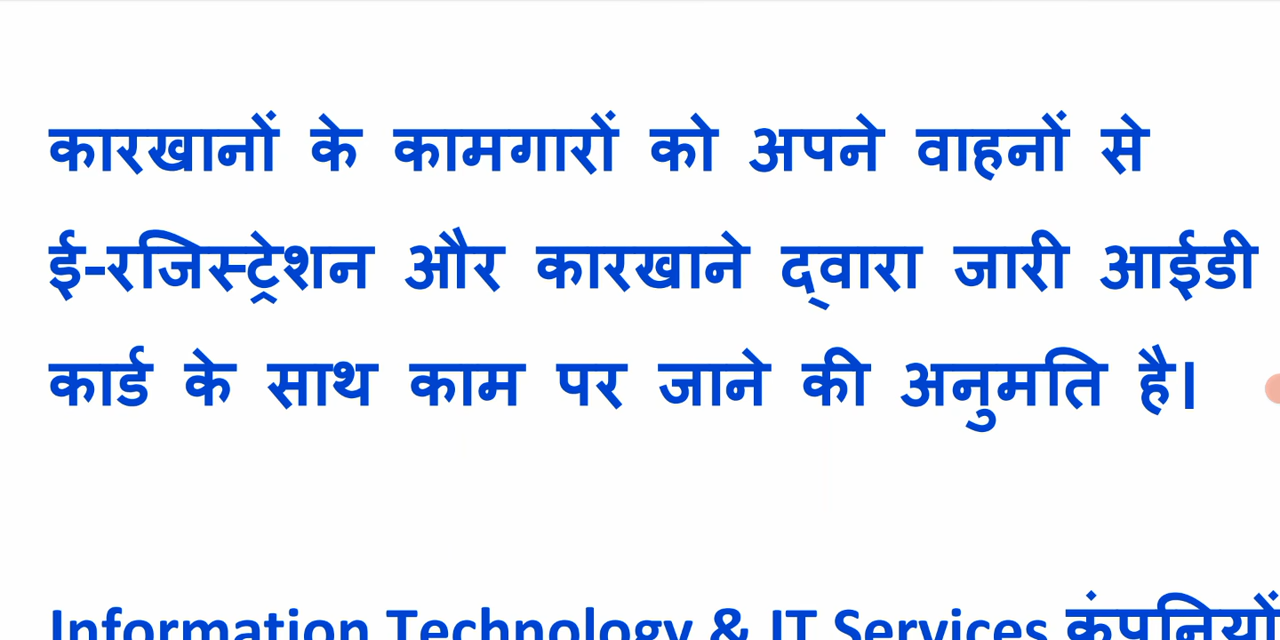 कारखानों के कामगारों को अपने वाहनों से
ई-रजिस्ट्रेशन और कारखाने द्वारा जारी आईडी
कार्ड के साथ काम पर जाने की अनुमति है।
Information Technology & IT Services कंपनियों